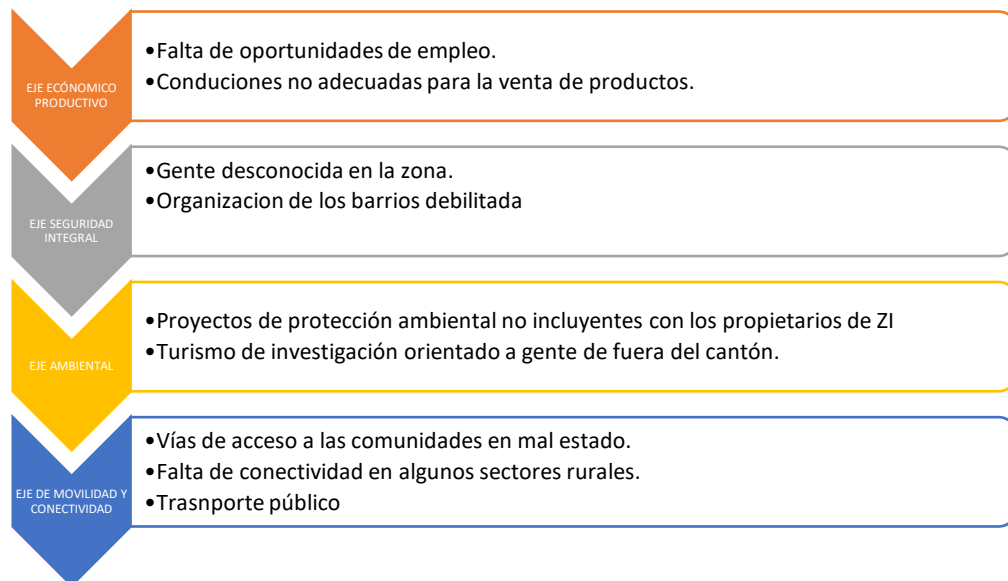 EJE ECÓNOMICO
PRODUCTIVO
•Falta de oportunidades de empleo.
•Conduciones no adecuadas para la venta de productos.
EJE SEGURIDAD
INTEGRAL
•Gente desconocida en la zona.
•Organizacion de los barrios debilitada
EJE AMBIENTAL
•Proyectos de protección ambiental no incluyentes con los propietarios de ZI
•Turismo de investigación orientado a gente de fuera del cantón.
EJE DE MOVILIDAD Y
CONECTIVIDAD
•Vías de acceso a las comunidades en mal estado.
•Falta de conectividad en algunos sectores rurales.
•Trasnporte público